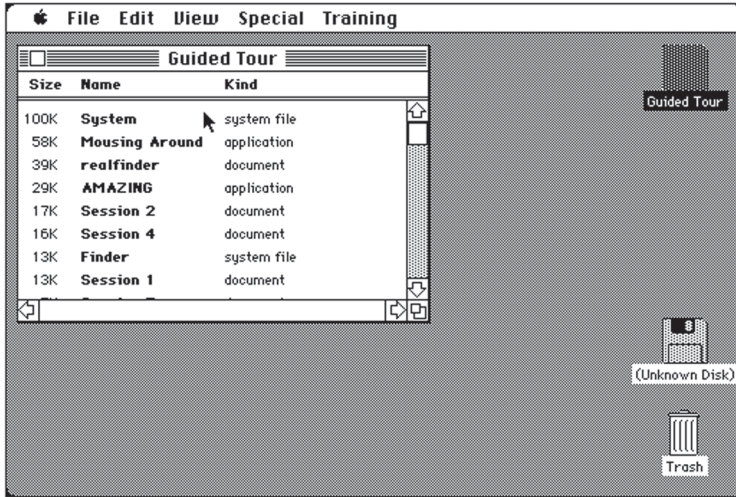 File Edit View Special Training
Guided Tour
Size Name Kind
100K System system file
58K Mousing Around application
39K realfinder document
29K AMAZING application
17K Session 2 document
16K Session 4 document
13K Finder system file
13K Session 1 document
Guided Tour
(Unknown Disk)
Trash